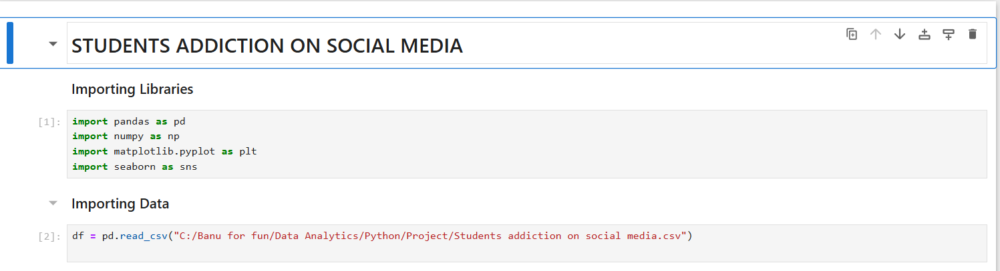 STUDENTS ADDICTION ON SOCIAL MEDIA
Importing Libraries
[1]:
import pandas as pd
import numpy as np
import matplotlib.pyplot as plt
import seaborn as sns
Importing Data
[2]:
df = pd.read_csv("C:/Banu for fun/Data Analytics/Python/Project/Students addiction on social media.csv")